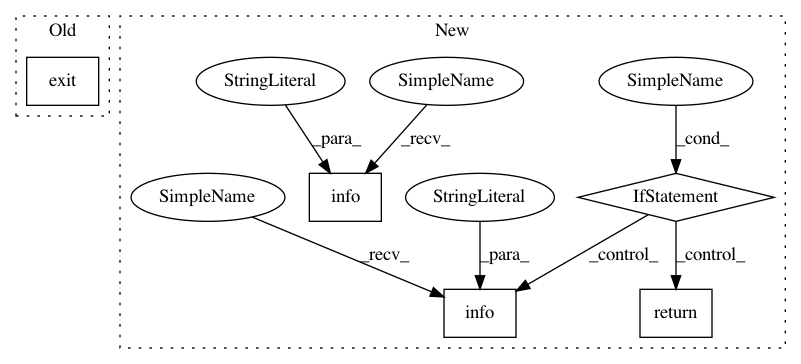 Old
New
exit
StringLiteral
SimpleName
SimpleName
_para_
_recv_
_cond_
SimpleName
info
StringLiteral
IfStatement
_recv_
_para_
_control_
_control_
info
return